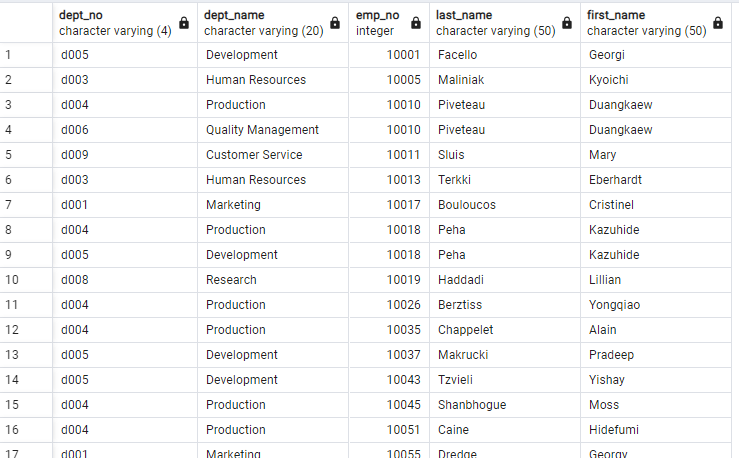 dept_no dept_name emp_no last_name first_name
character varying (4) character varying (20) integer character varying (50) character varying (50)
1 d005 Development 10001 Facello Georgi
2 d003 Human Resources 10005 Maliniak Kyoichi
3 d004 Production 10010 Piveteau Duangkaew
4 d006 Quality Management 10010 Piveteau Duangkaew
5 d009 Customer Service 10011 Sluis Mary
6 d003 Human Resources 10013 Terkki Eberhardt
7 d001 Marketing 10017 Bouloucos Cristinel
8 d004 Production 10018 Peha Kazuhide
9 d005 Development 10018 Peha Kazuhide
10 d008 Research 10019 Haddadi Lillian
11 d004 Production 10026 Berztiss Yongqiao
12 d004 Production 10035 Chappelet Alain
13 d005 Development 10037 Makrucki Pradeep
14 d005 Development 10043 Tzvieli Yishay
15 d004 Production 10045 Shanbhogue Moss
16 d004 Production 10051 Caine Hidefumi
17 d001 Marketing 10055 Dredge Georgy